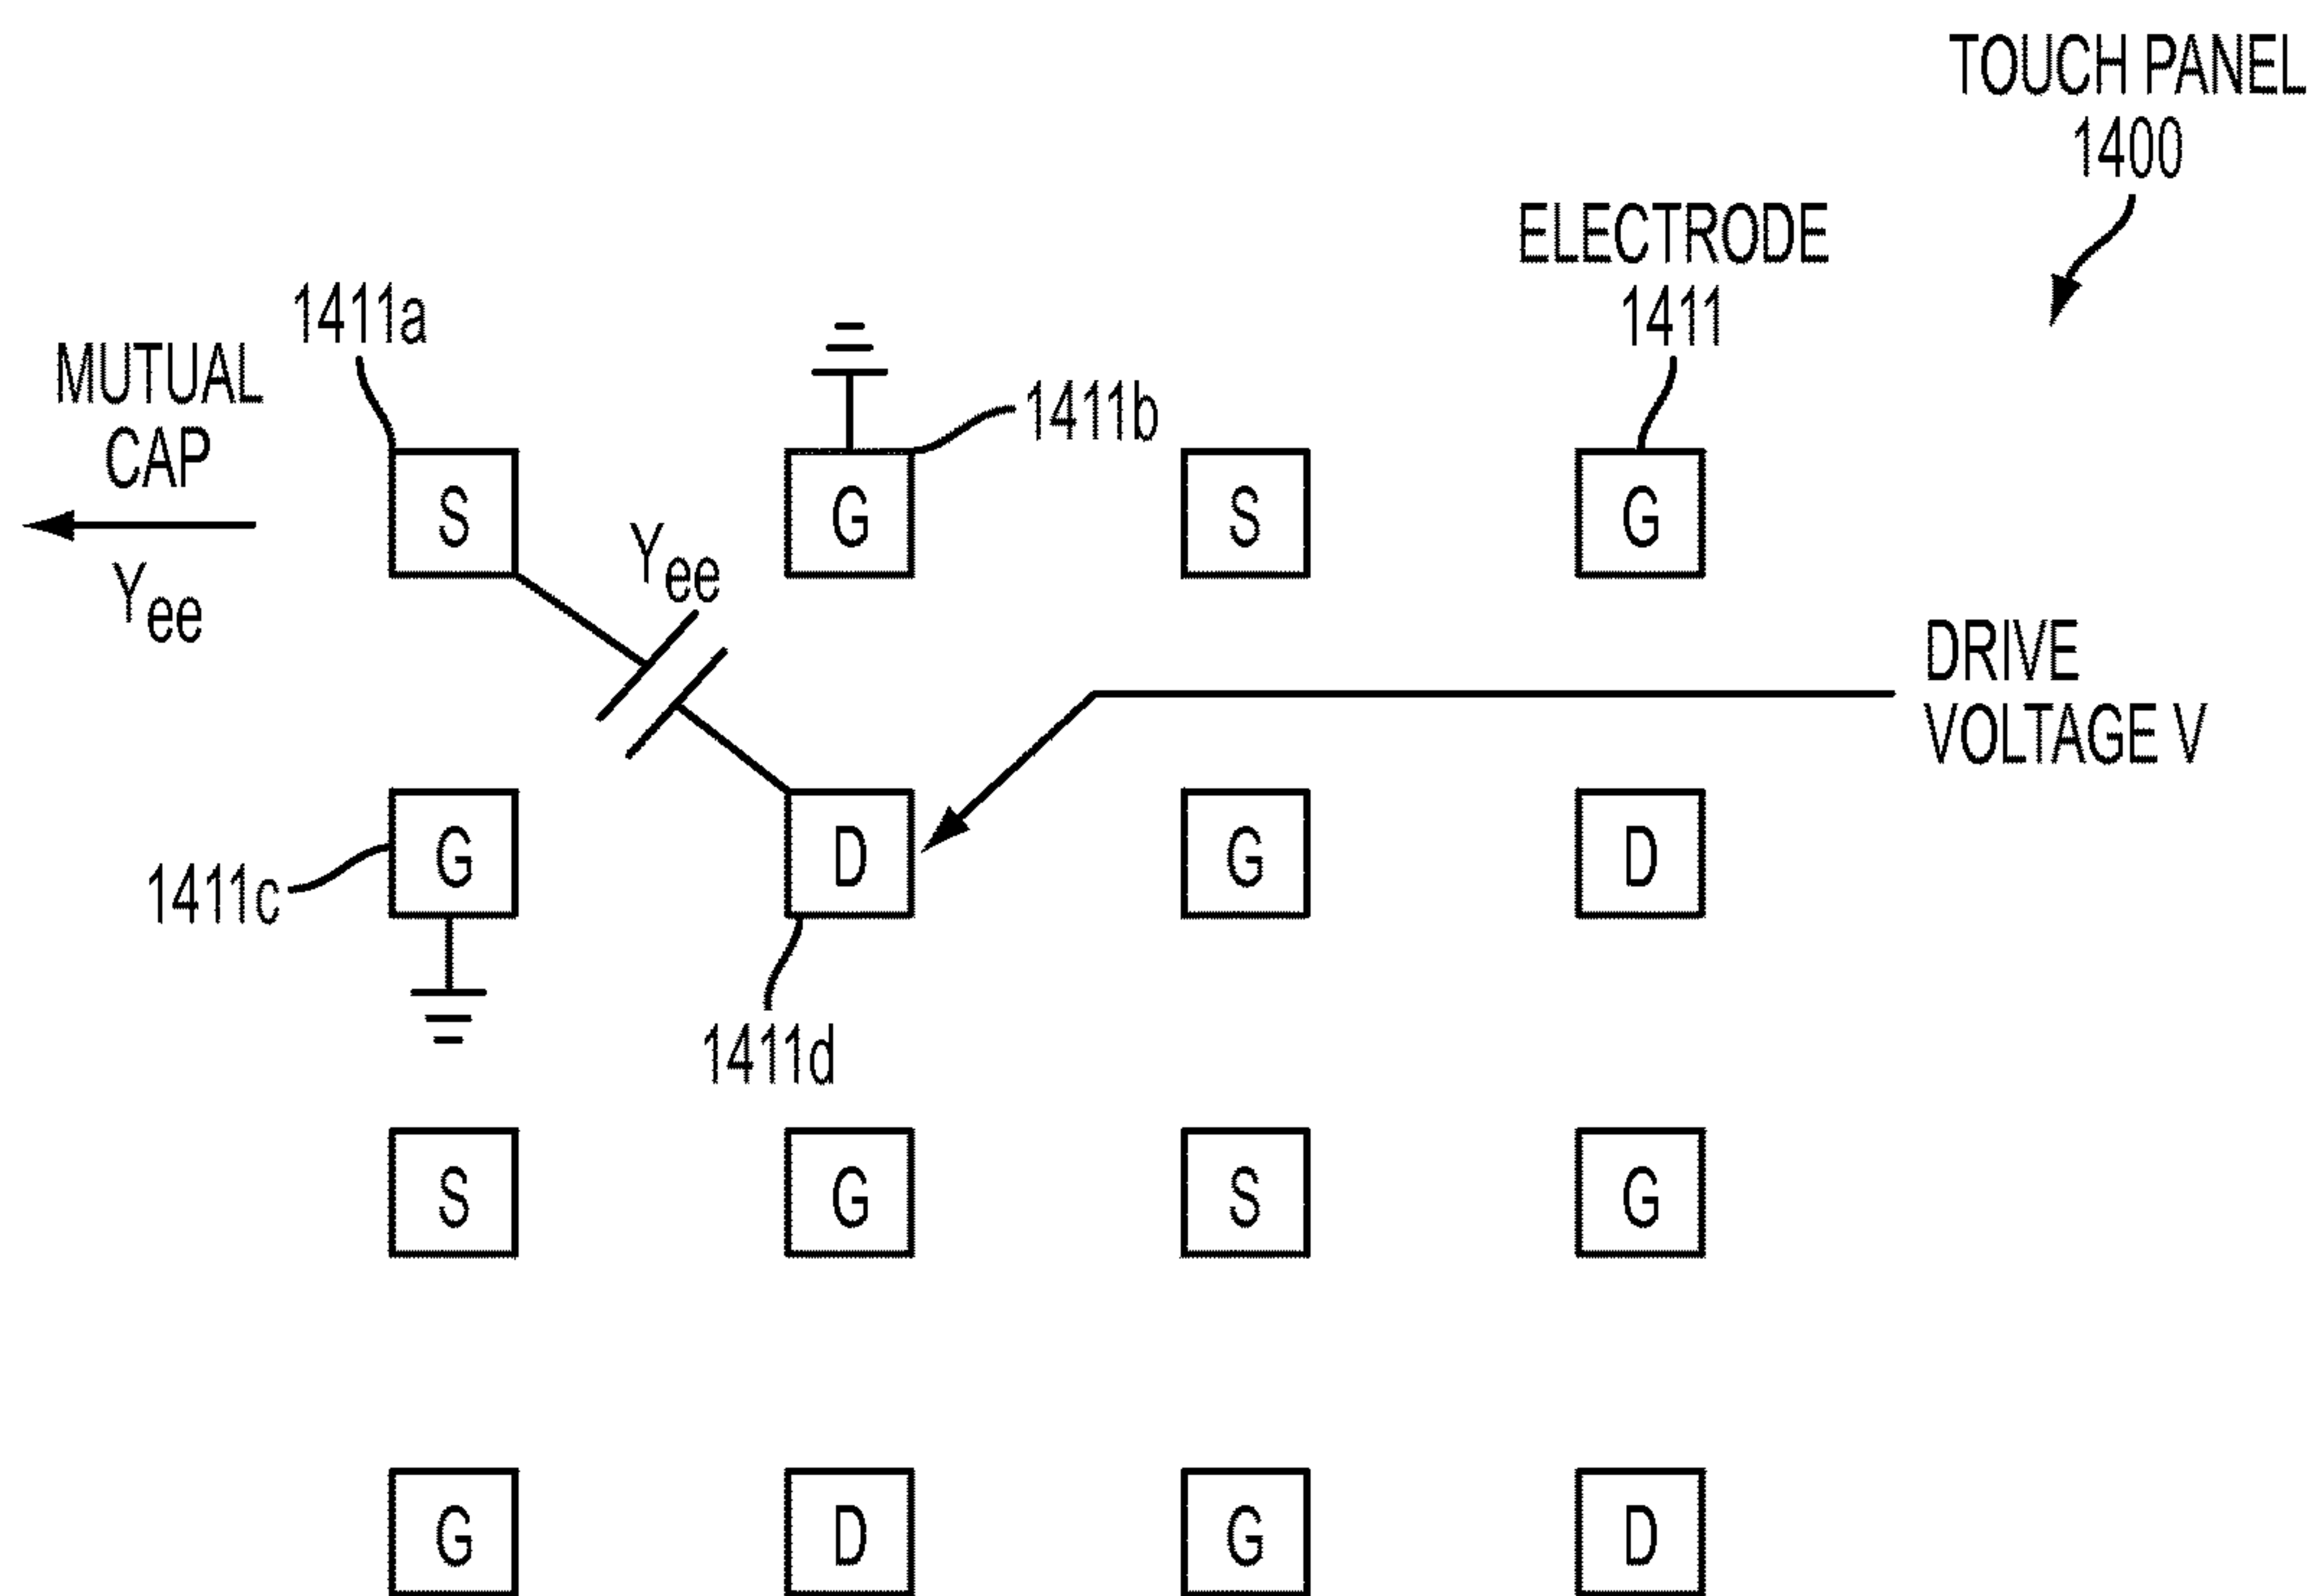 TOUCH PANEL
1400
ELECTRODE
1411
1411a
1411b
MUTUAL
CAP
Yee
S
G
S
G
Yee
DRIVE
VOLTAGE V
G
D
G
D
1411c
1411d
S
G
S
G
G
D
G
D